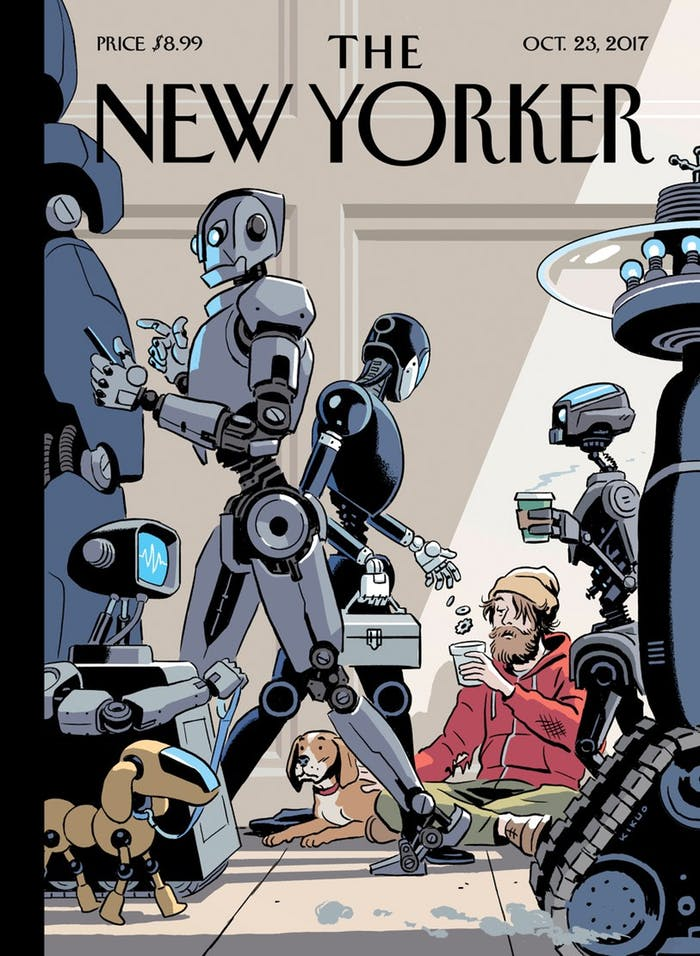 PRICE $8.99
THE
OCT. 23, 2017
NEW YORKER
KIKUO